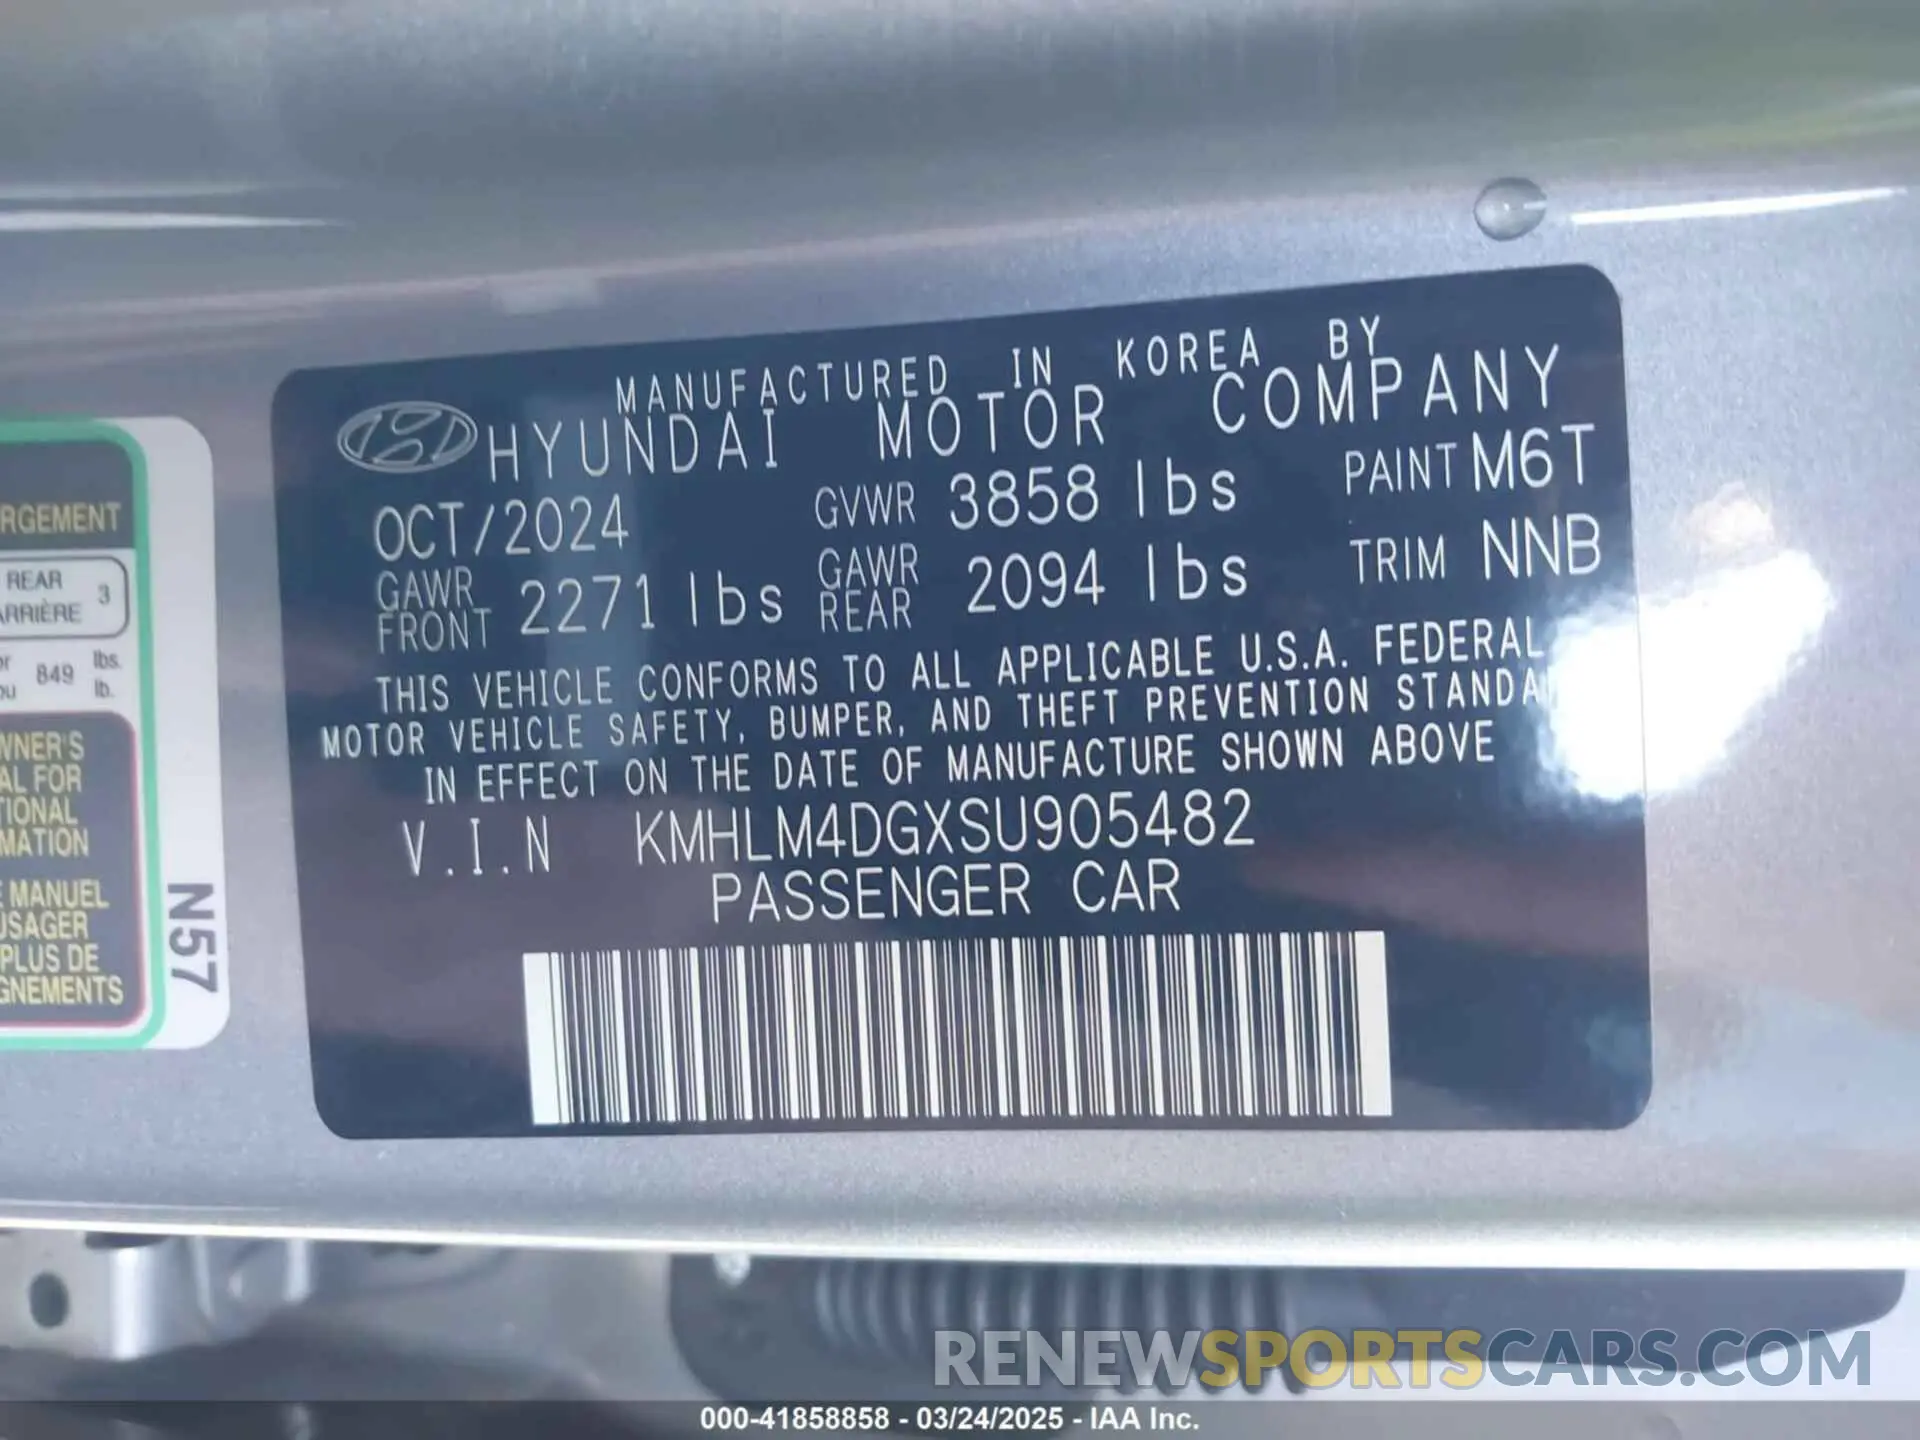 MANUFACTURED IN KOREA BY
HYUNDAI MOTOR COMPANY
OCT/2024 GVWR 3858 lbs PAINT M6T
GAWR FRONT 2271 lbs GAWR REAR 2094 lbs TRIM NNB
THIS VEHICLE CONFORMS TO ALL APPLICABLE U.S.A. FEDERAL
MOTOR VEHICLE SAFETY, BUMPER, AND THEFT PREVENTION STANDA
IN EFFECT ON THE DATE OF MANUFACTURE SHOWN ABOVE
V.I.N KMHLM4DGXSU905482
PASSENGER CAR
RGEMENT
REAR 3
ARRIÈRE
or 849 lbs.
ou lb.
WNER'S
AL FOR
TIONAL
MATION
E MANUEL
USAGER
PLUS DE
GNEMENTS
N57
RENEWSPORTSCARS.COM
000-41858858 - 03/24/2025 - IAA Inc.